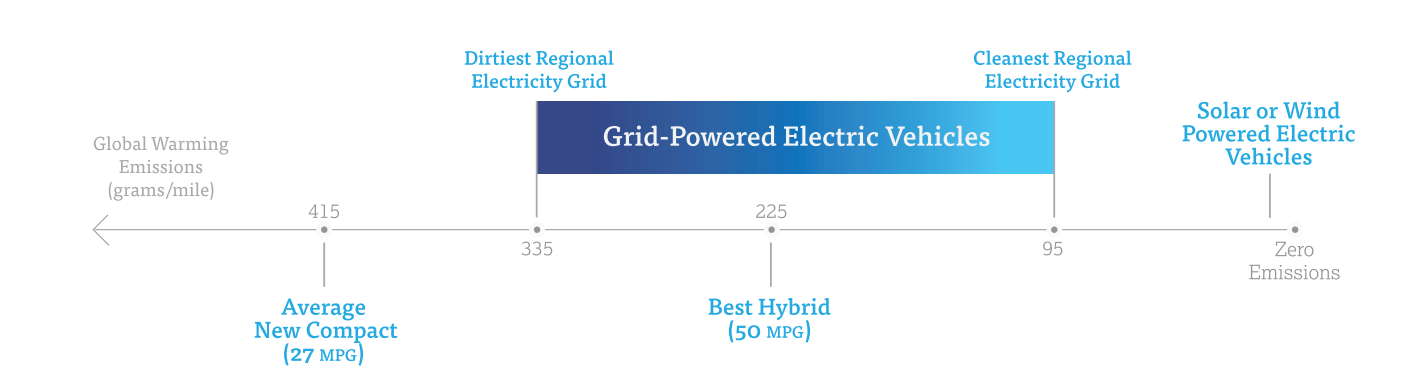 Dirtiest Regional
Electricity Grid
Cleanest Regional
Electricity Grid
Grid-Powered Electric Vehicles
Solar or Wind
Powered Electric
Vehicles
Global Warming
Emissions
(grams/mile)
415
335
225
95
Zero
Emissions
Average
New Compact
(27 MPG)
Best Hybrid
(50 MPG)